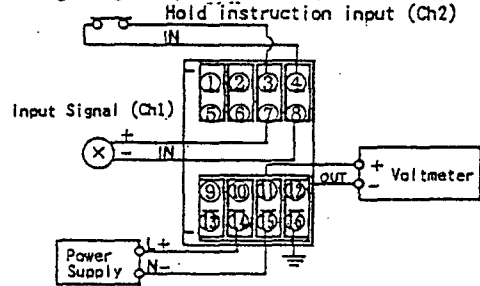 Hold instruction input (Ch2)
IN
① ② ③ ④
⑤ ⑥ ⑦ ⑧
Input Signal (Ch1)
+
- IN
⑨ ⑩ ⑪ ⑫
⑬ ⑭ ⑮ ⑯
OUT
+
-
Voltmeter
Power
Supply
L+
N-